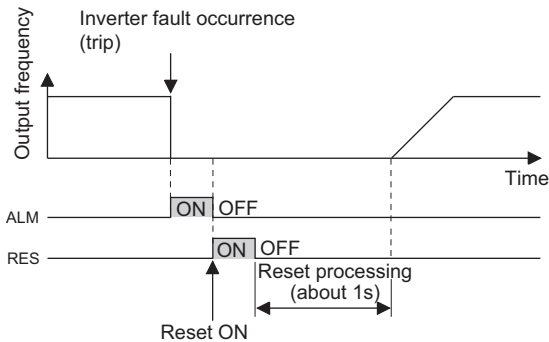 Inverter fault occurrence
(trip)
Output frequency
Time
ALM
ON
OFF
RES
ON
OFF
Reset processing
(about 1s)
Reset ON